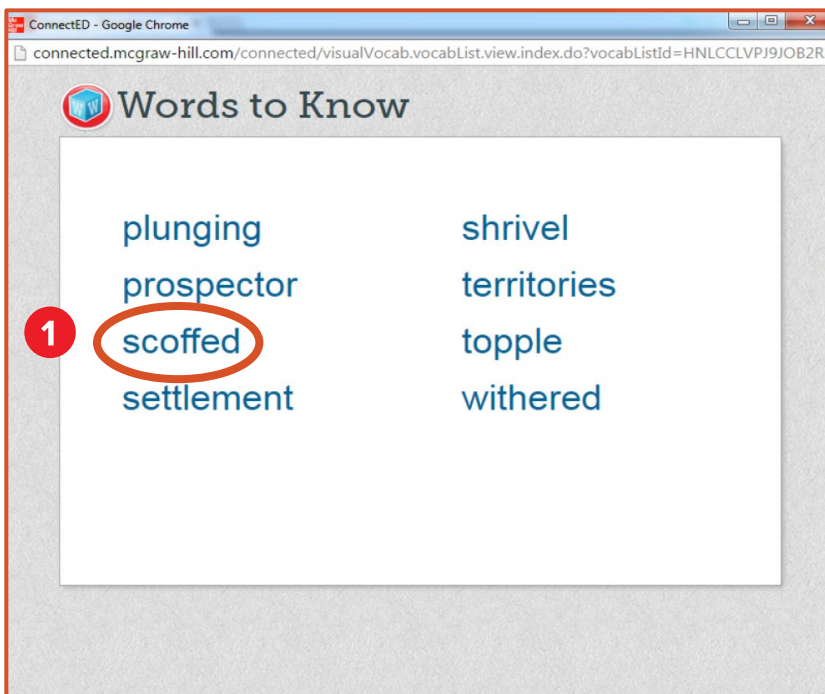 ConnectED - Google Chrome
connected.mcgraw-hill.com/connected/visualVocab.vocabList.view.index.do?vocabListId=HNLCCLVPJ9JOB2R
W W Words to Know
plunging
prospector
1 scoffed
settlement
shrivel
territories
topple
withered